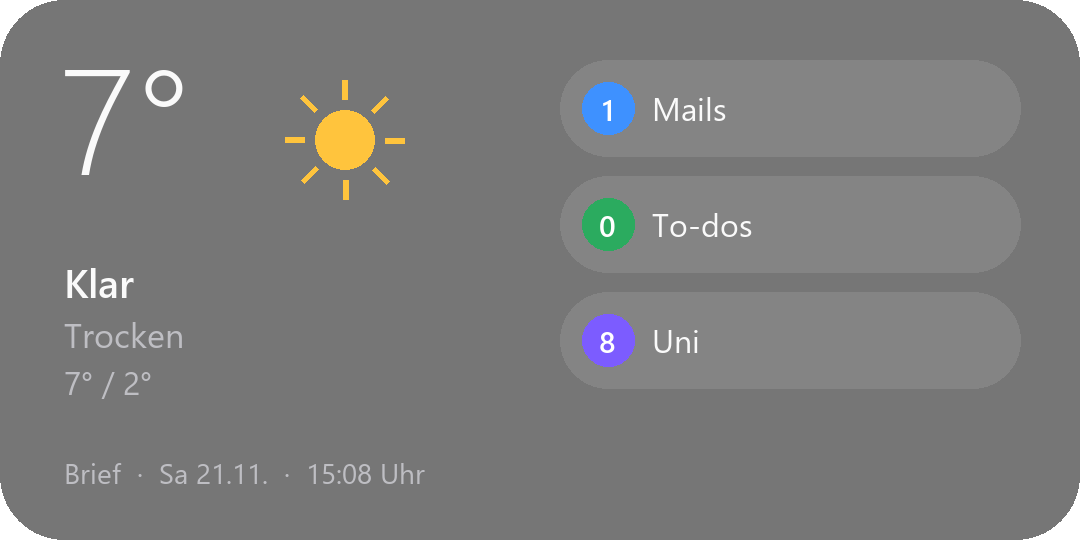 7°
Klar
Trocken
7° / 2°
Brief · Sa 21.11. · 15:08 Uhr
1 Mails
0 To-dos
8 Uni